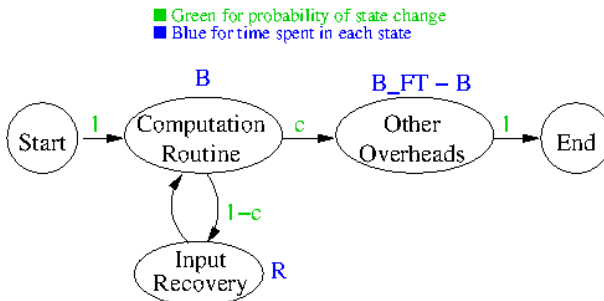 Green for probability of state change
Blue for time spent in each state
B
B_FT - B
Start
1
Computation
Routine
c
Other
Overheads
1
End
1-c
Input
Recovery
R